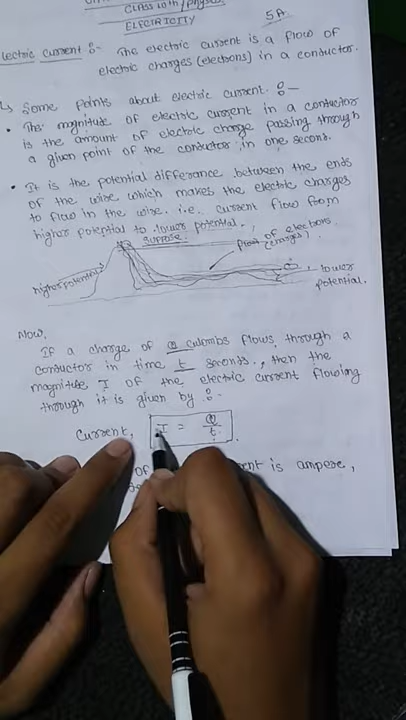 CLASS 10th / physics
ELECTRICITY
5A.
lectric current :- The electric current is a flow of
electric charges (electrons) in a conductor.
Some points about electric current :-
• The magnitude of electric current in a conductor
is the amount of electric charge passing through
a given point of the conductor in one second.
• It is the potential difference between the ends
of the wire which makes the electric charges
to flow in the wire. i.e. current flow from
higher potential to lower potential.
suppose
flow of electrons
(charges).
higher potential
lower
potential.
Now,
If a charge of Q culombs flows through a
conductor in time t seconds, then the
magnitude I of the electric current flowing
through it is given by :-
Current, I = Q/t.
of ent is ampere,